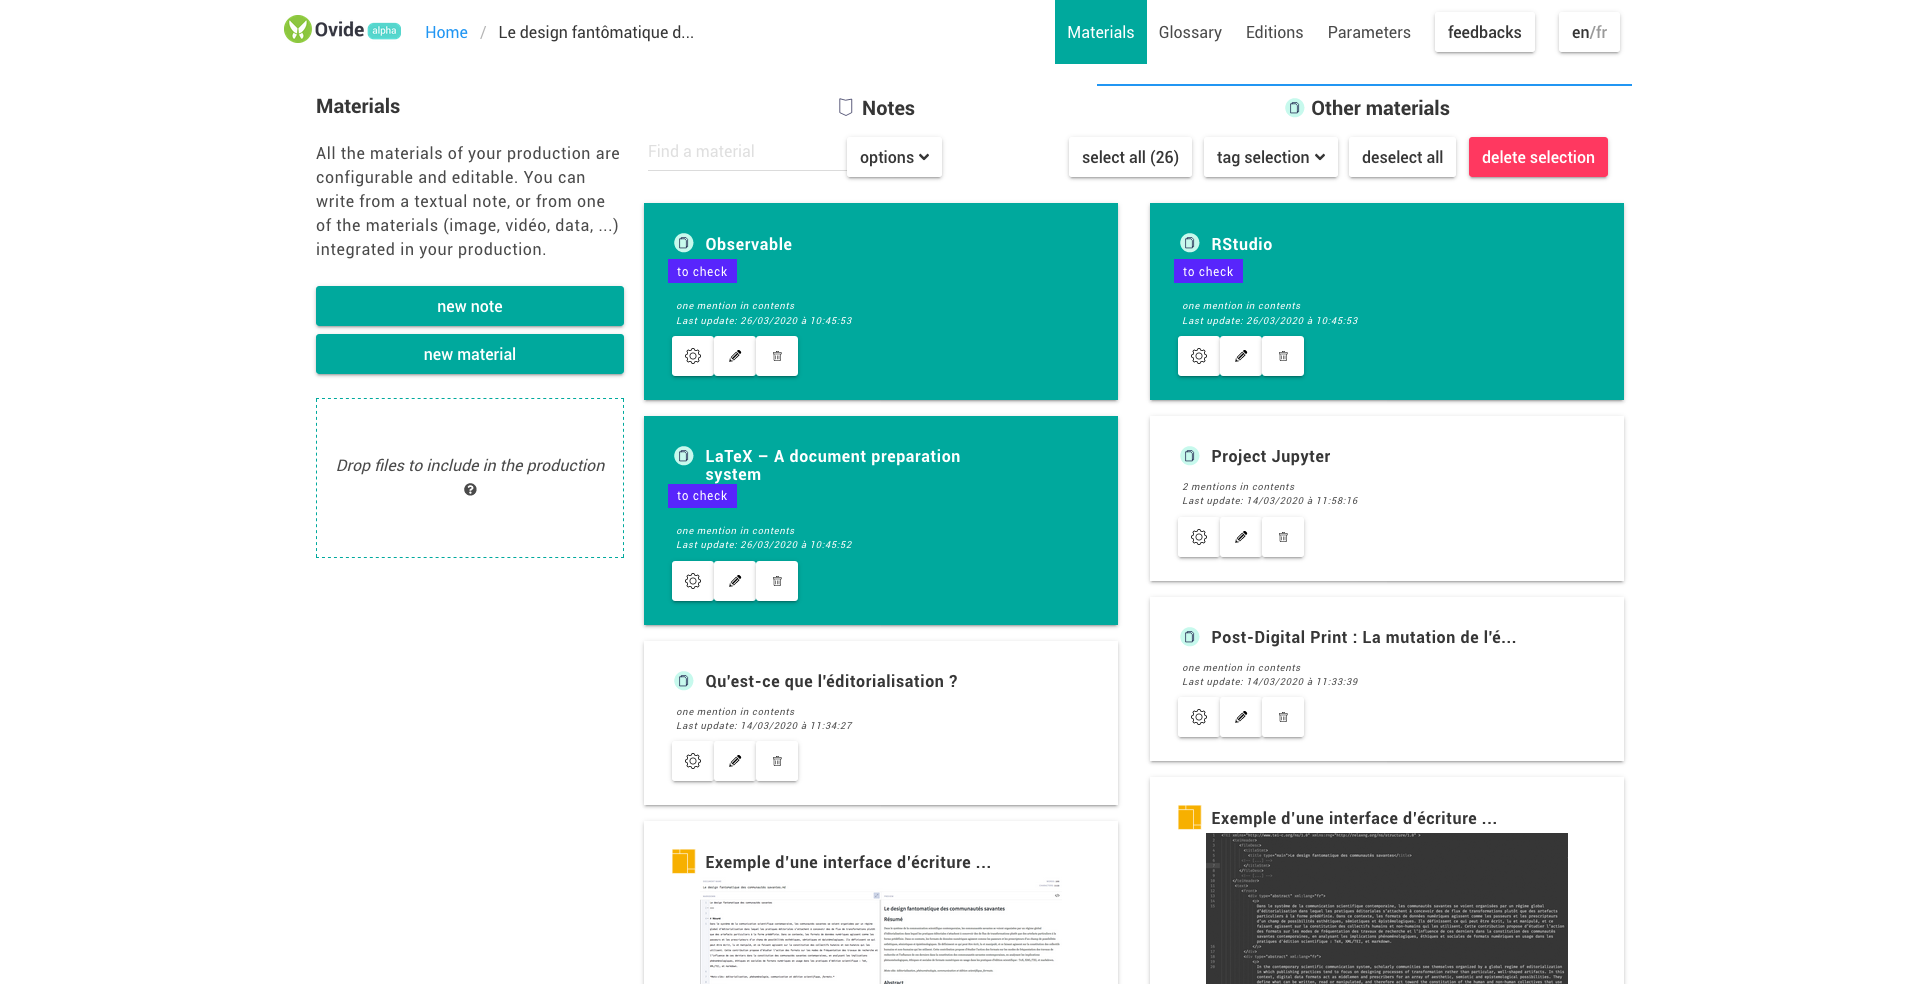 Ovide alpha Home / Le design fantômatique d...
Materials Glossary Editions Parameters feedbacks en/fr
Materials
All the materials of your production are
configurable and editable. You can
write from a textual note, or from one
of the materials (image, vidéo, data, ...)
integrated in your production.
new note
new material
Drop files to include in the production
Notes
Other materials
Find a material
options
select all (26)
tag selection
deselect all
delete selection
Observable
to check
one mention in contents
Last update: 26/03/2020 à 10:45:53
RStudio
to check
one mention in contents
Last update: 26/03/2020 à 10:45:53
LaTeX – A document preparation
system
to check
one mention in contents
Last update: 26/03/2020 à 10:45:52
Project Jupyter
2 mentions in contents
Last update: 14/03/2020 à 11:58:16
Qu'est-ce que l'éditorialisation ?
one mention in contents
Last update: 14/03/2020 à 11:34:27
Post-Digital Print : La mutation de l'é...
one mention in contents
Last update: 14/03/2020 à 11:33:39
Exemple d'une interface d'écriture ...
Le design fantomatique des communautés savantes
Résumé
Abstract
Exemple d'une interface d'écriture ...